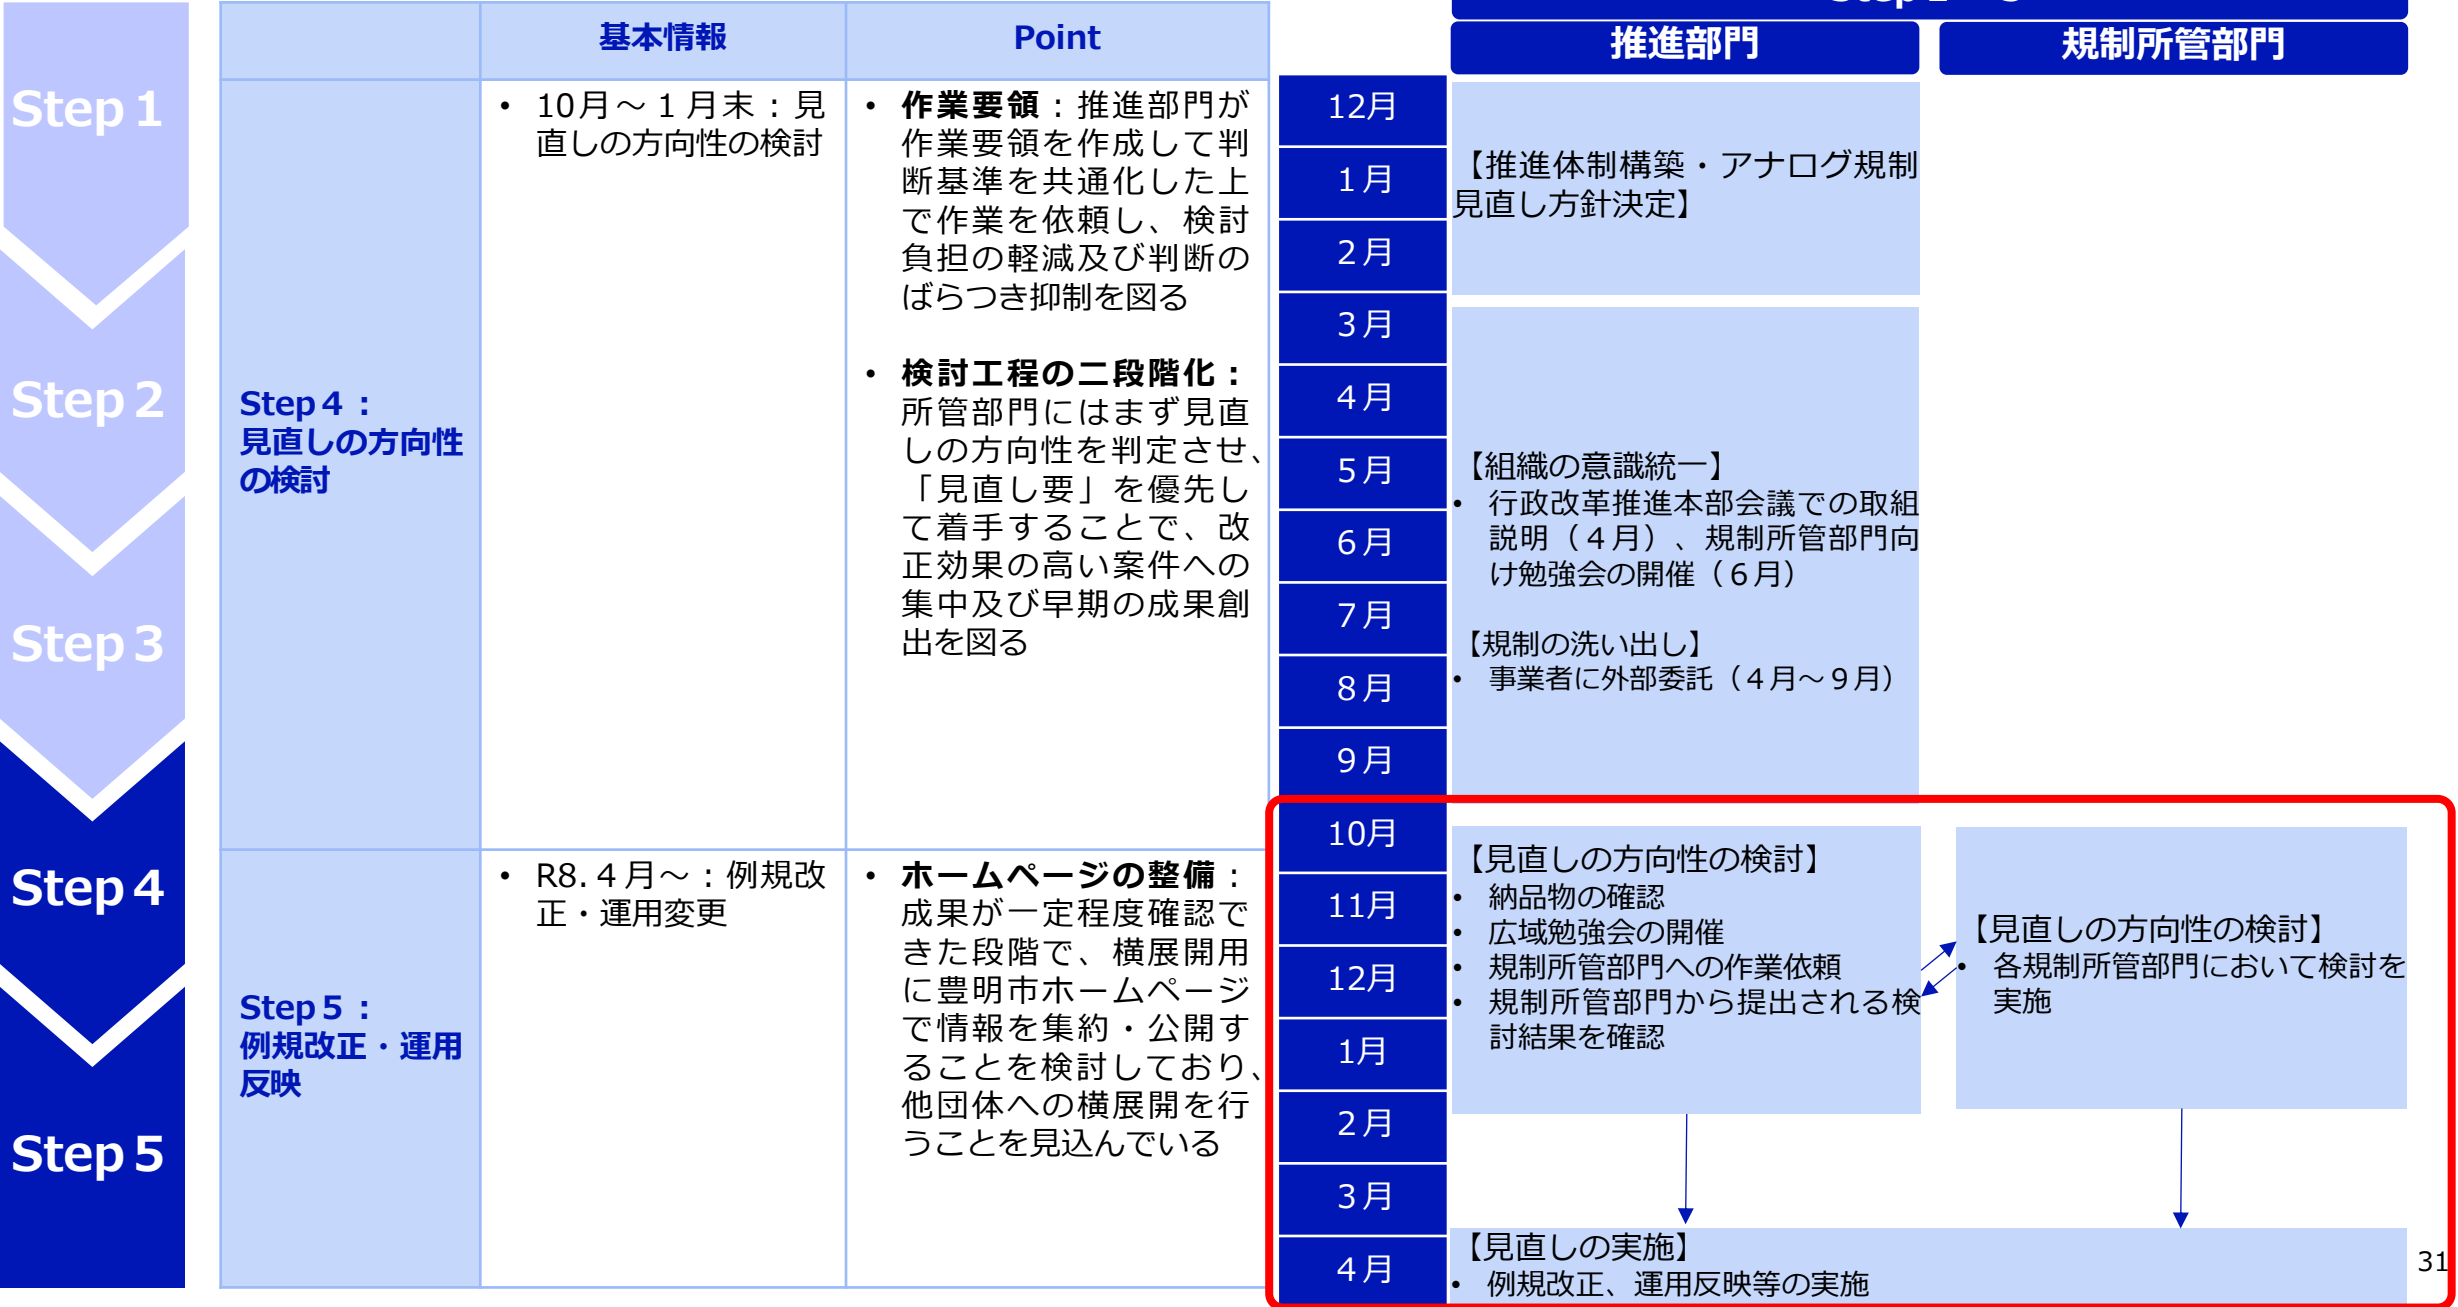 Step１
Step２
Step３
Step４
Step５
基本情報
Point
Step４：
見直しの方向性
の検討
• 10月～１月末：見
直しの方向性の検討
• 作業要領：推進部門が
作業要領を作成して判
断基準を共通化した上
で作業を依頼し、検討
負担の軽減及び判断の
ばらつき抑制を図る
• 検討工程の二段階化：
所管部門にはまず見直
しの方向性を判定させ、
「見直し要」を優先し
て着手することで、改
正効果の高い案件への
集中及び早期の成果創
出を図る
Step５：
例規改正・運用
反映
• R8.４月～：例規改
正・運用変更
• ホームページの整備：
成果が一定程度確認で
きた段階で、横展開用
に豊明市ホームページ
で情報を集約・公開す
ることを検討しており、
他団体への横展開を行
うことを見込んでいる
推進部門
規制所管部門
12月
１月
２月
３月
４月
５月
６月
７月
８月
９月
10月
11月
12月
1月
２月
３月
４月
【推進体制構築・アナログ規制
見直し方針決定】
【組織の意識統一】
• 行政改革推進本部会議での取組
説明（４月）、規制所管部門向
け勉強会の開催（６月）
【規制の洗い出し】
• 事業者に外部委託（４月～９月）
【見直しの方向性の検討】
• 納品物の確認
• 広域勉強会の開催
• 規制所管部門への作業依頼
• 規制所管部門から提出される検
討結果を確認
【見直しの方向性の検討】
• 各規制所管部門において検討を
実施
【見直しの実施】
• 例規改正、運用反映等の実施
31